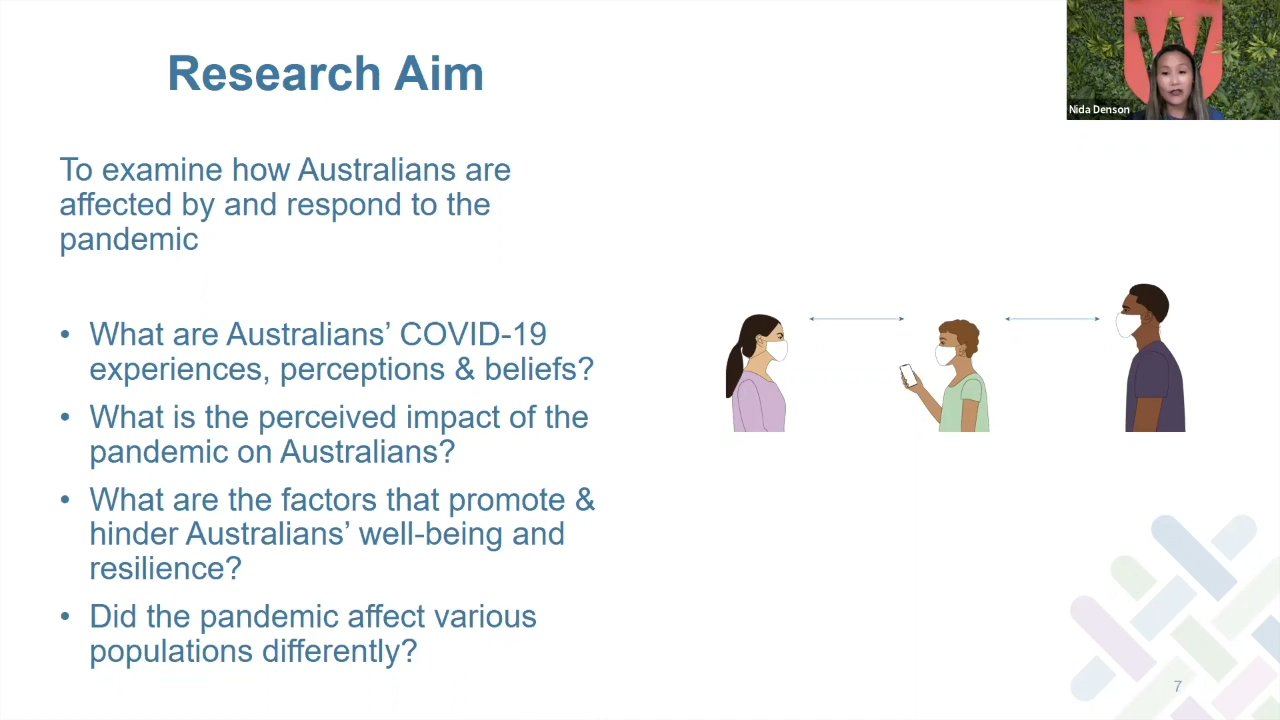 Research Aim
Nida Denson
To examine how Australians are
affected by and respond to the
pandemic
• What are Australians’ COVID-19
experiences, perceptions & beliefs?
• What is the perceived impact of the
pandemic on Australians?
• What are the factors that promote &
hinder Australians’ well-being and
resilience?
• Did the pandemic affect various
populations differently?
7
W